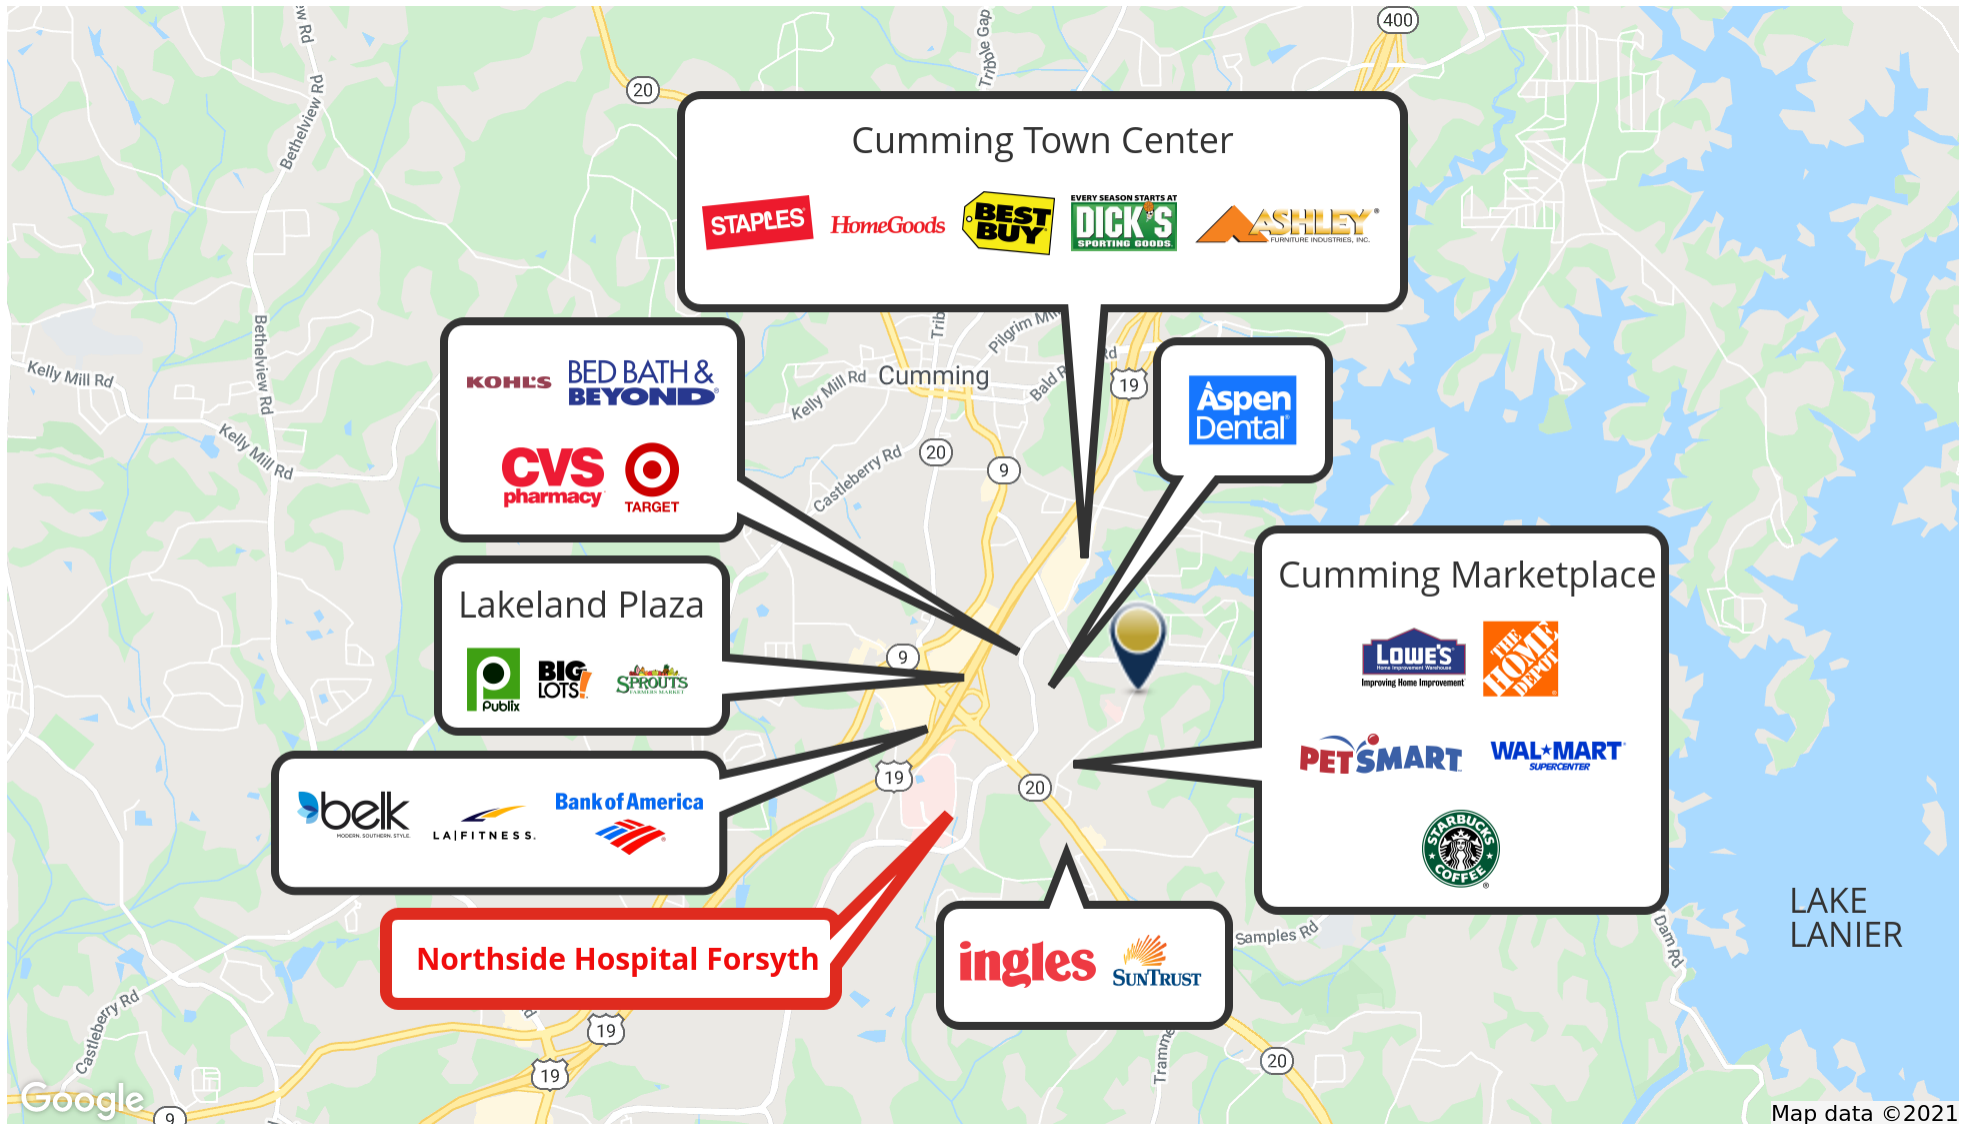 400
20
Bethelview Rd
Tribble Gap
Cumming Town Center
STAPLES
HomeGoods
BEST
BUY
EVERY SEASON STARTS AT
DICK'S
SPORTING GOODS
ASHLEY®
FURNITURE INDUSTRIES, INC.
Pilgrim Mill
Kelly Mill Rd
Bethelview Rd
Kelly Mill Rd
KOHL'S
BED BATH &
BEYOND®
CVS
pharmacy
TARGET
Kelly Mill Rd
Cumming
19
Aspen
Dental
Castleberry Rd
20
9
Lakeland Plaza
Publix
BIG
LOTS!
SPROUTS
FARMERS MARKET
9
Cumming Marketplace
LOWE'S
Home Improvement Warehouse
Improving Home Improvement
THE
HOME
DEPOT
PETSMART
WAL★MART
SUPERCENTER
STARBUCKS
COFFEE
®
belk
MODERN. SOUTHERN. STYLE.
LA|FITNESS.
Bank of America
19
20
Northside Hospital Forsyth
ingles
SUNTRUST
Samples Rd
Dam Rd
LAKE
LANIER
Castleberry Rd
19
19
20
9
Google
Map data ©2021